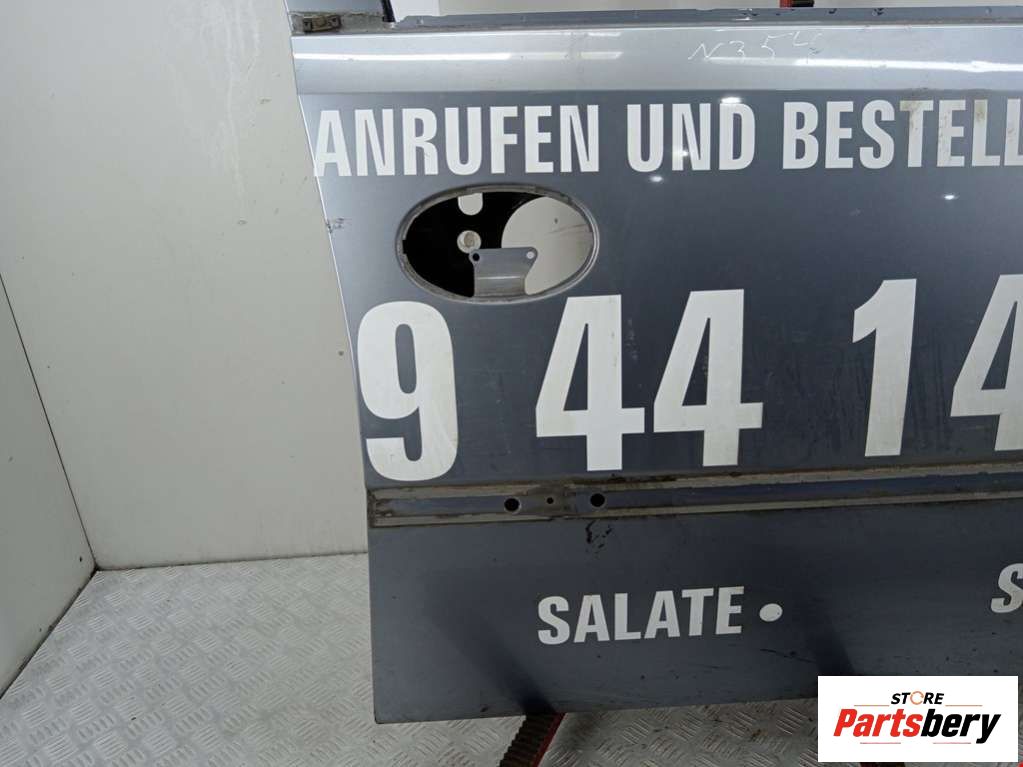 N354
ANRUFEN UND BESTELL
9 44 14
SALATE • S
STORE
Partsbery